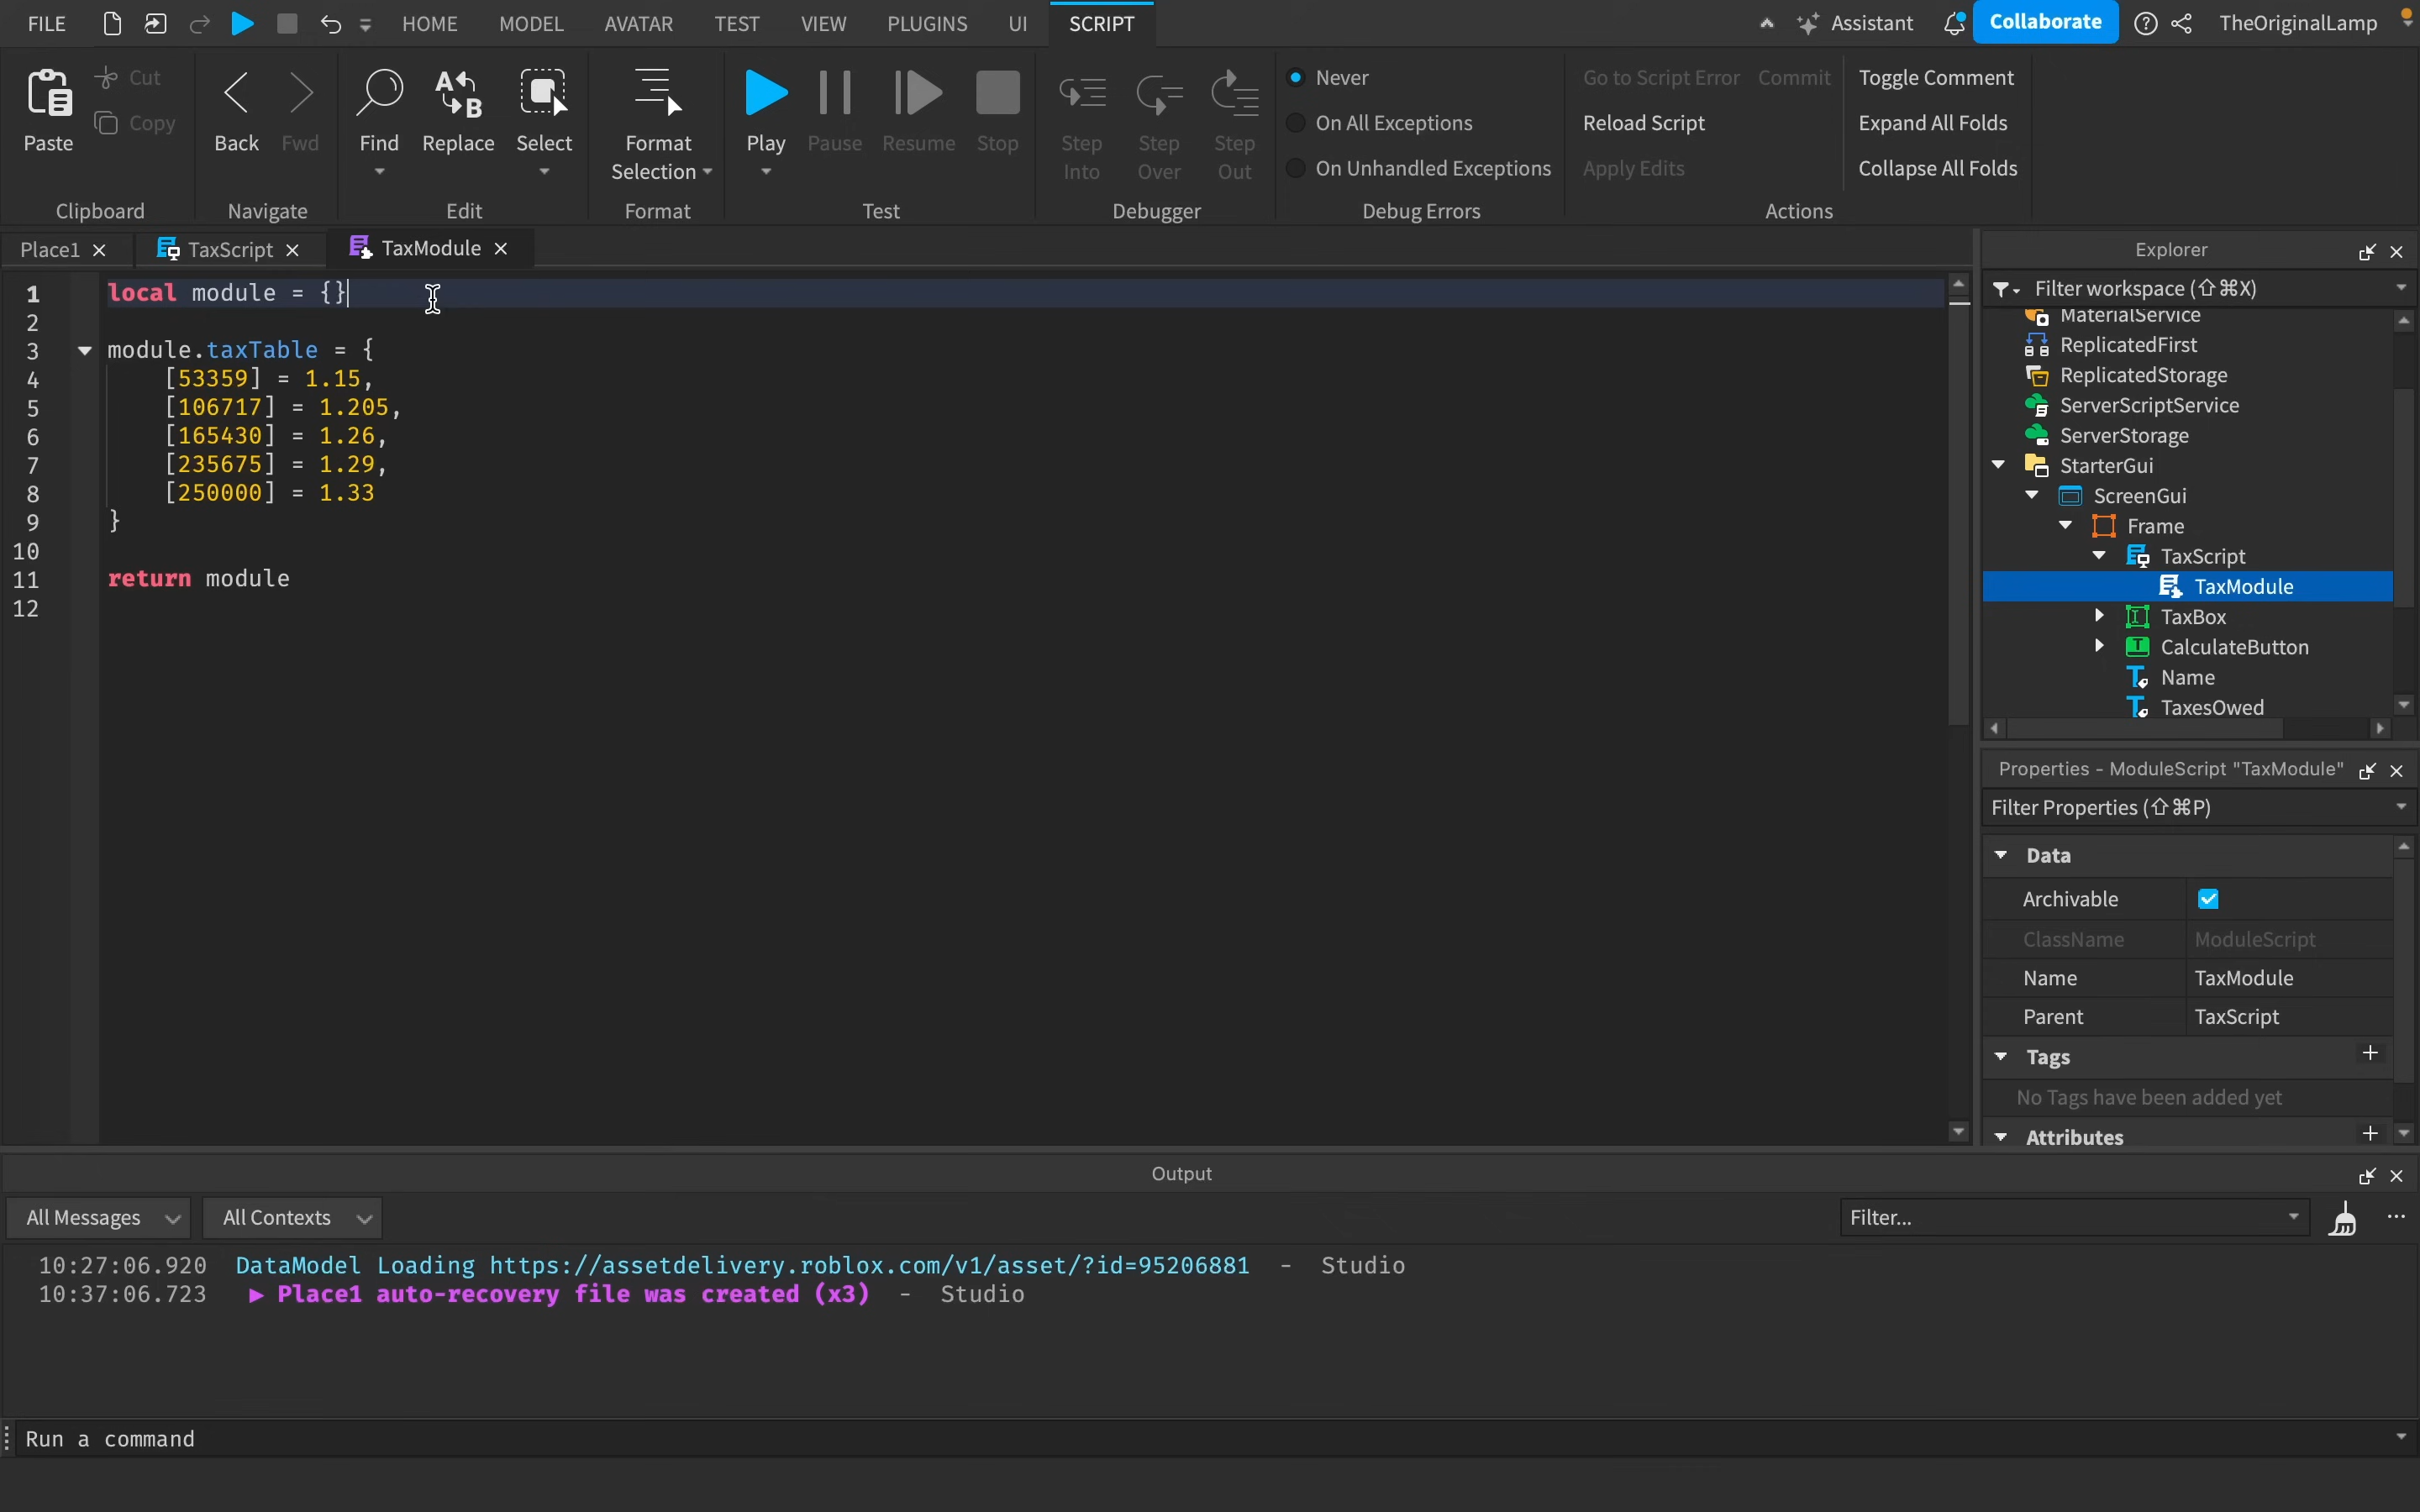 FILE HOME MODEL AVATAR TEST VIEW PLUGINS UI SCRIPT Assistant Collaborate TheOriginalLamp
Paste Cut Copy
Clipboard
Back Fwd
Navigate
Find Replace Select
Edit
Format Selection
Format
Play Pause Resume Stop
Test
Step Into Step Over Step Out
Debugger
Never
On All Exceptions
On Unhandled Exceptions
Debug Errors
Go to Script Error Commit
Reload Script
Apply Edits
Toggle Comment
Expand All Folds
Collapse All Folds
Actions
Place1 TaxScript TaxModule
1 local module = {}
2
3 module.taxTable = {
4 [53359] = 1.15,
5 [106717] = 1.205,
6 [165430] = 1.26,
7 [235675] = 1.29,
8 [250000] = 1.33
9 }
10
11 return module
12
Explorer
Filter workspace (⇧⌘X)
MaterialService
ReplicatedFirst
ReplicatedStorage
ServerScriptService
ServerStorage
StarterGui
ScreenGui
Frame
TaxScript
TaxModule
TaxBox
CalculateButton
Name
TaxesOwed
Properties - ModuleScript "TaxModule"
Filter Properties (⇧⌘P)
Data
Archivable
ClassName ModuleScript
Name TaxModule
Parent TaxScript
Tags +
No Tags have been added yet
Attributes +
Output
All Messages All Contexts Filter...
10:27:06.920 DataModel Loading https://assetdelivery.roblox.com/v1/asset/?id=95206881 - Studio
10:37:06.723 ▶ Place1 auto-recovery file was created (x3) - Studio
Run a command